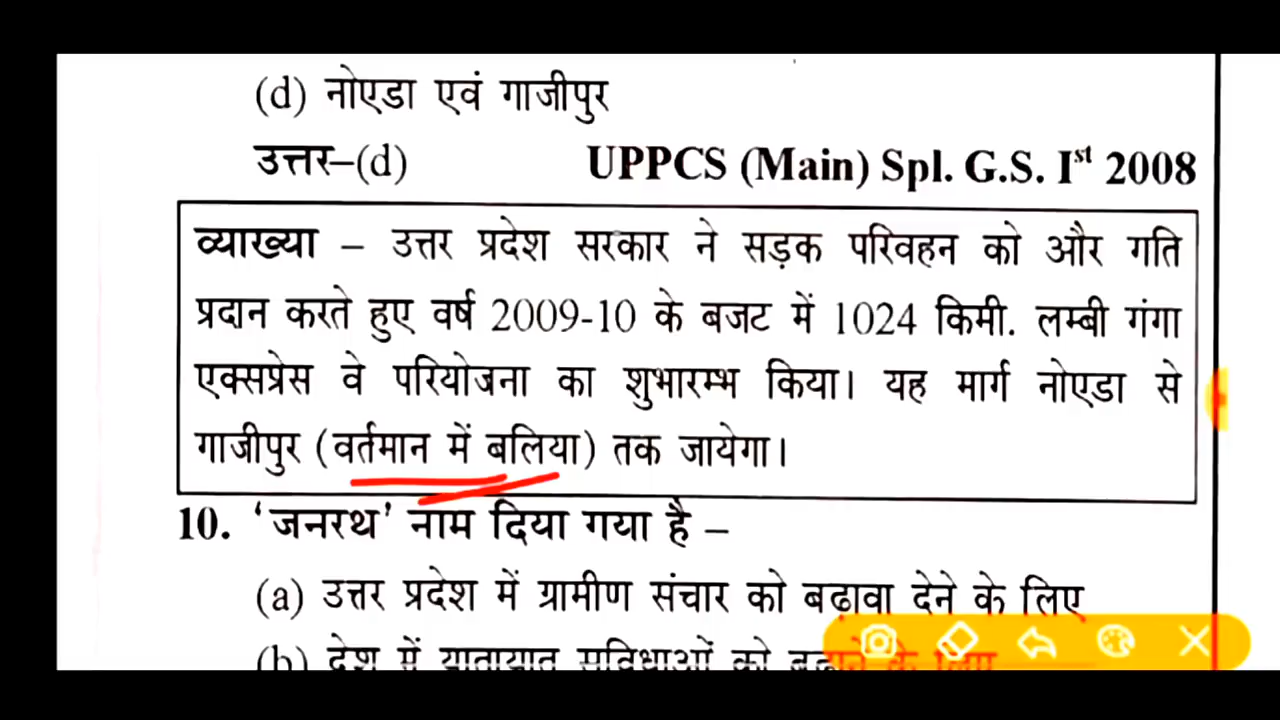 (d) नोएडा एवं गाजीपुर
उत्तर–(d) UPPCS (Main) Spl. G.S. Ist 2008
व्याख्या – उत्तर प्रदेश सरकार ने सड़क परिवहन को और गति
प्रदान करते हुए वर्ष 2009-10 के बजट में 1024 किमी. लम्बी गंगा
एक्सप्रेस वे परियोजना का शुभारम्भ किया। यह मार्ग नोएडा से
गाजीपुर (वर्तमान में बलिया) तक जायेगा।
10. ‘जनरथ’ नाम दिया गया है –
(a) उत्तर प्रदेश में ग्रामीण संचार को बढ़ावा देने के लिए
(b) देश में यातायात सुविधाओं को बढ़ाने के लिए